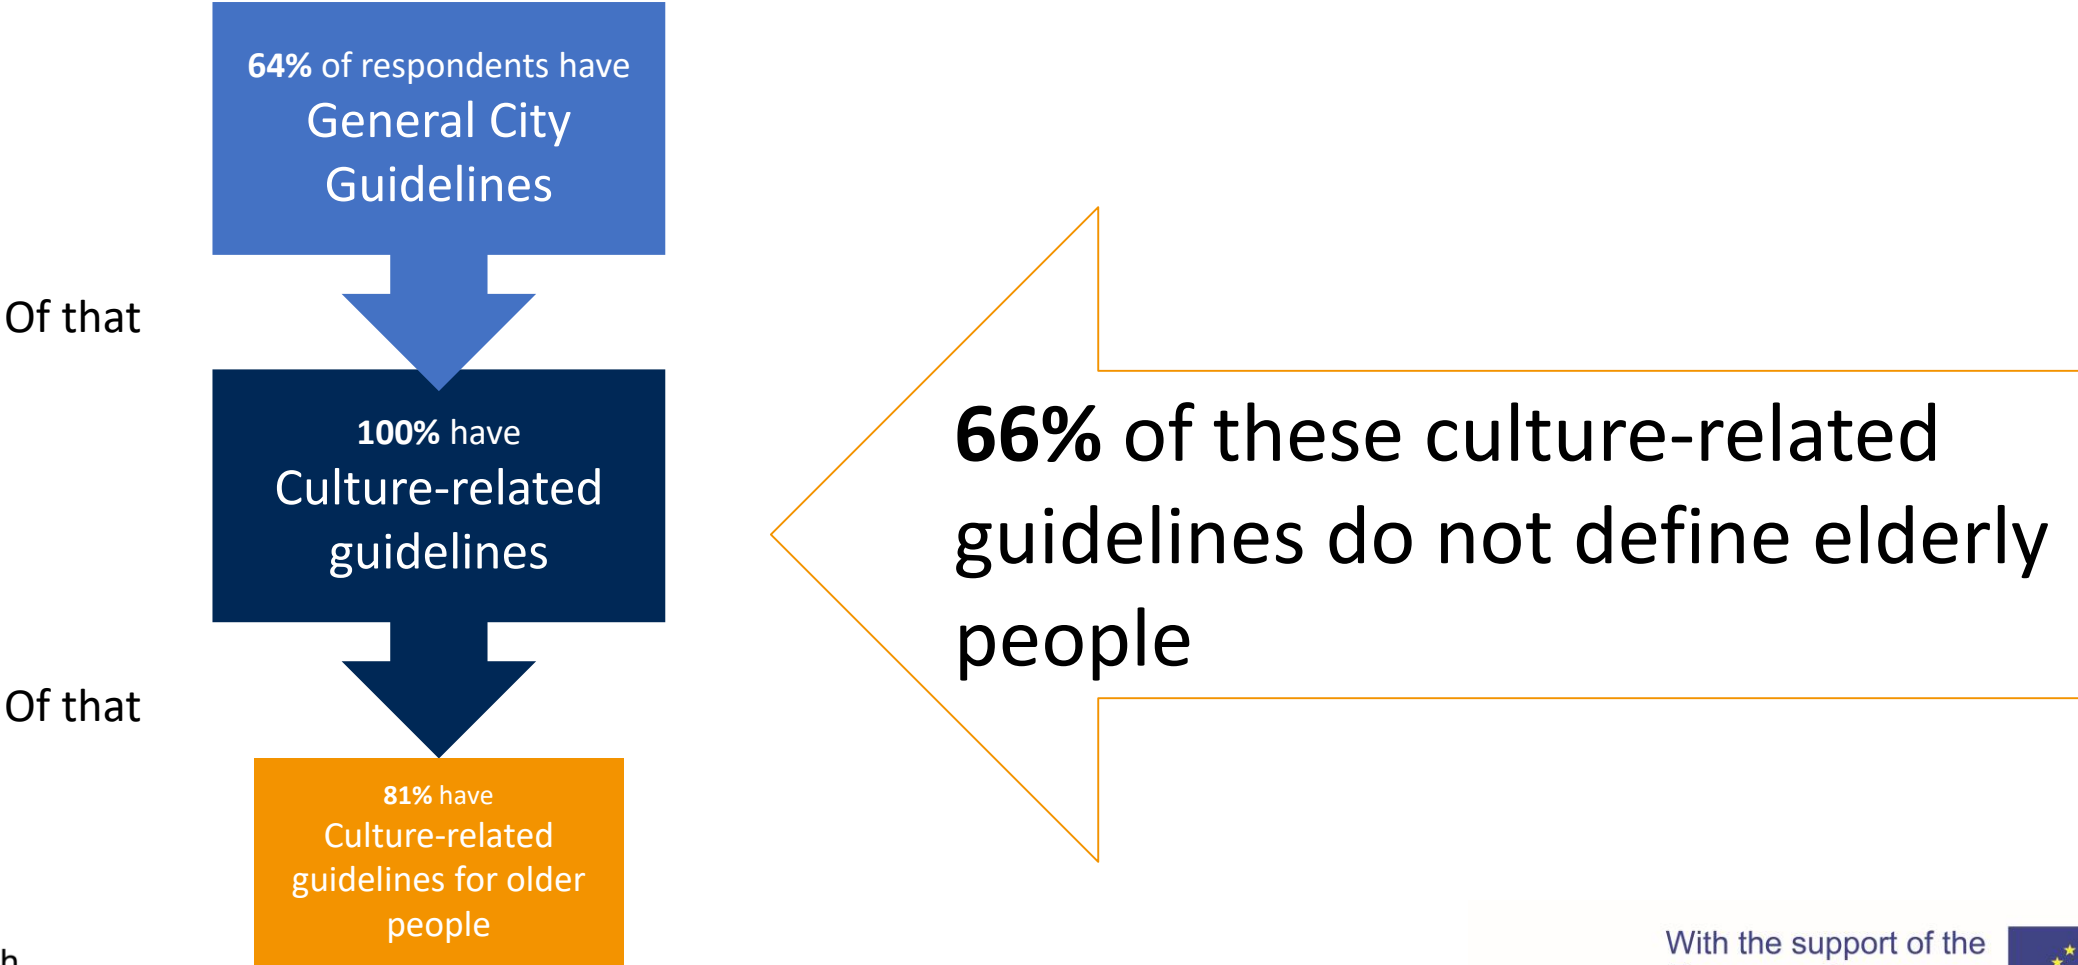 64% of respondents have
General City
Guidelines
Of that
100% have
Culture-related
guidelines
66% of these culture-related
guidelines do not define elderly
people
Of that
81% have
Culture-related
guidelines for older
people
With the support of the